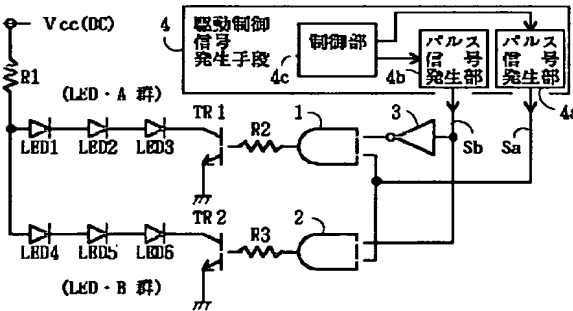 Vcc(DC)
R1
4
駆動制御
信号
発生手段
制御部
4c
パルス
信号
発生部
4b
パルス
信号
発生部
4a
(LED・A 群)
LED1
LED2
LED3
TR1
R2
1
3
Sb
Sa
LED4
LED5
LED6
TR2
R3
2
(LED・B 群)